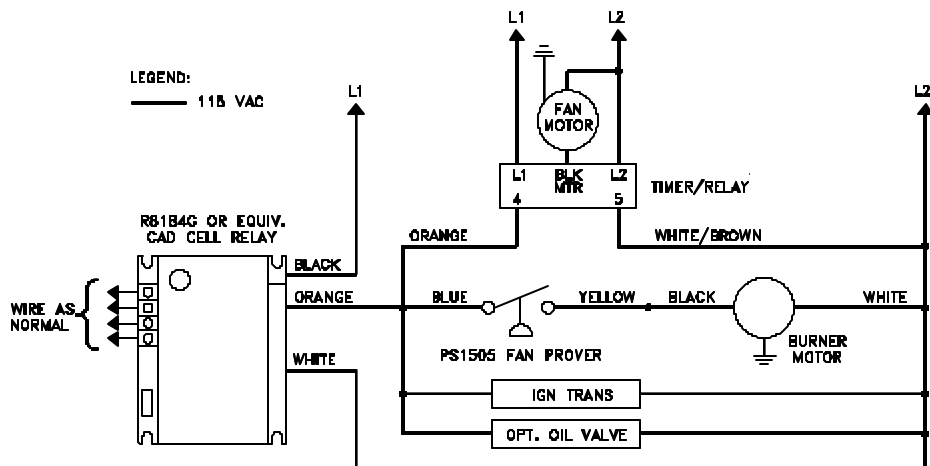 L1
L2
LEGEND:
115 VAC
L1
L2
FAN
MOTOR
L1
BLK
MTR
L2
4
5
TIMER/RELAY
R8184G OR EQUIV.
CAD CELL RELAY
ORANGE
WHITE/BROWN
BLACK
WIRE AS
NORMAL
ORANGE
BLUE
YELLOW
BLACK
WHITE
PS1505 FAN PROVER
BURNER
MOTOR
WHITE
IGN TRANS
OPT. OIL VALVE